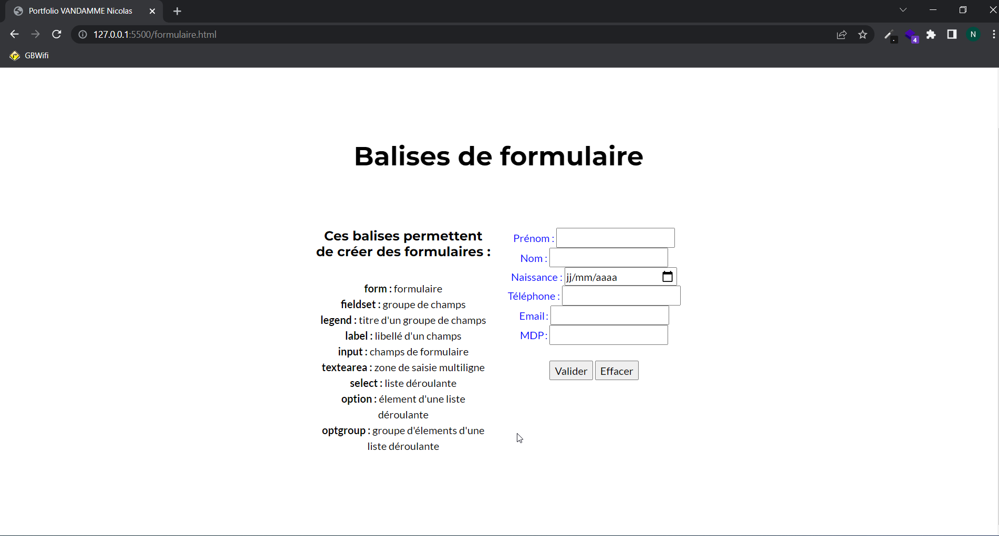 Portfolio VANDAMME Nicolas
127.0.0.1:5500/formulaire.html
4
N
GBWifi
Balises de formulaire
Ces balises permettent
de créer des formulaires :
form : formulaire
fieldset : groupe de champs
legend : titre d'un groupe de champs
label : libellé d'un champs
input : champs de formulaire
textearea : zone de saisie multiligne
select : liste déroulante
option : élement d'une liste
déroulante
optgroup : groupe d'élements d'une
liste déroulante
Prénom :
Nom :
Naissance : jj/mm/aaaa
Téléphone :
Email :
MDP :
Valider Effacer